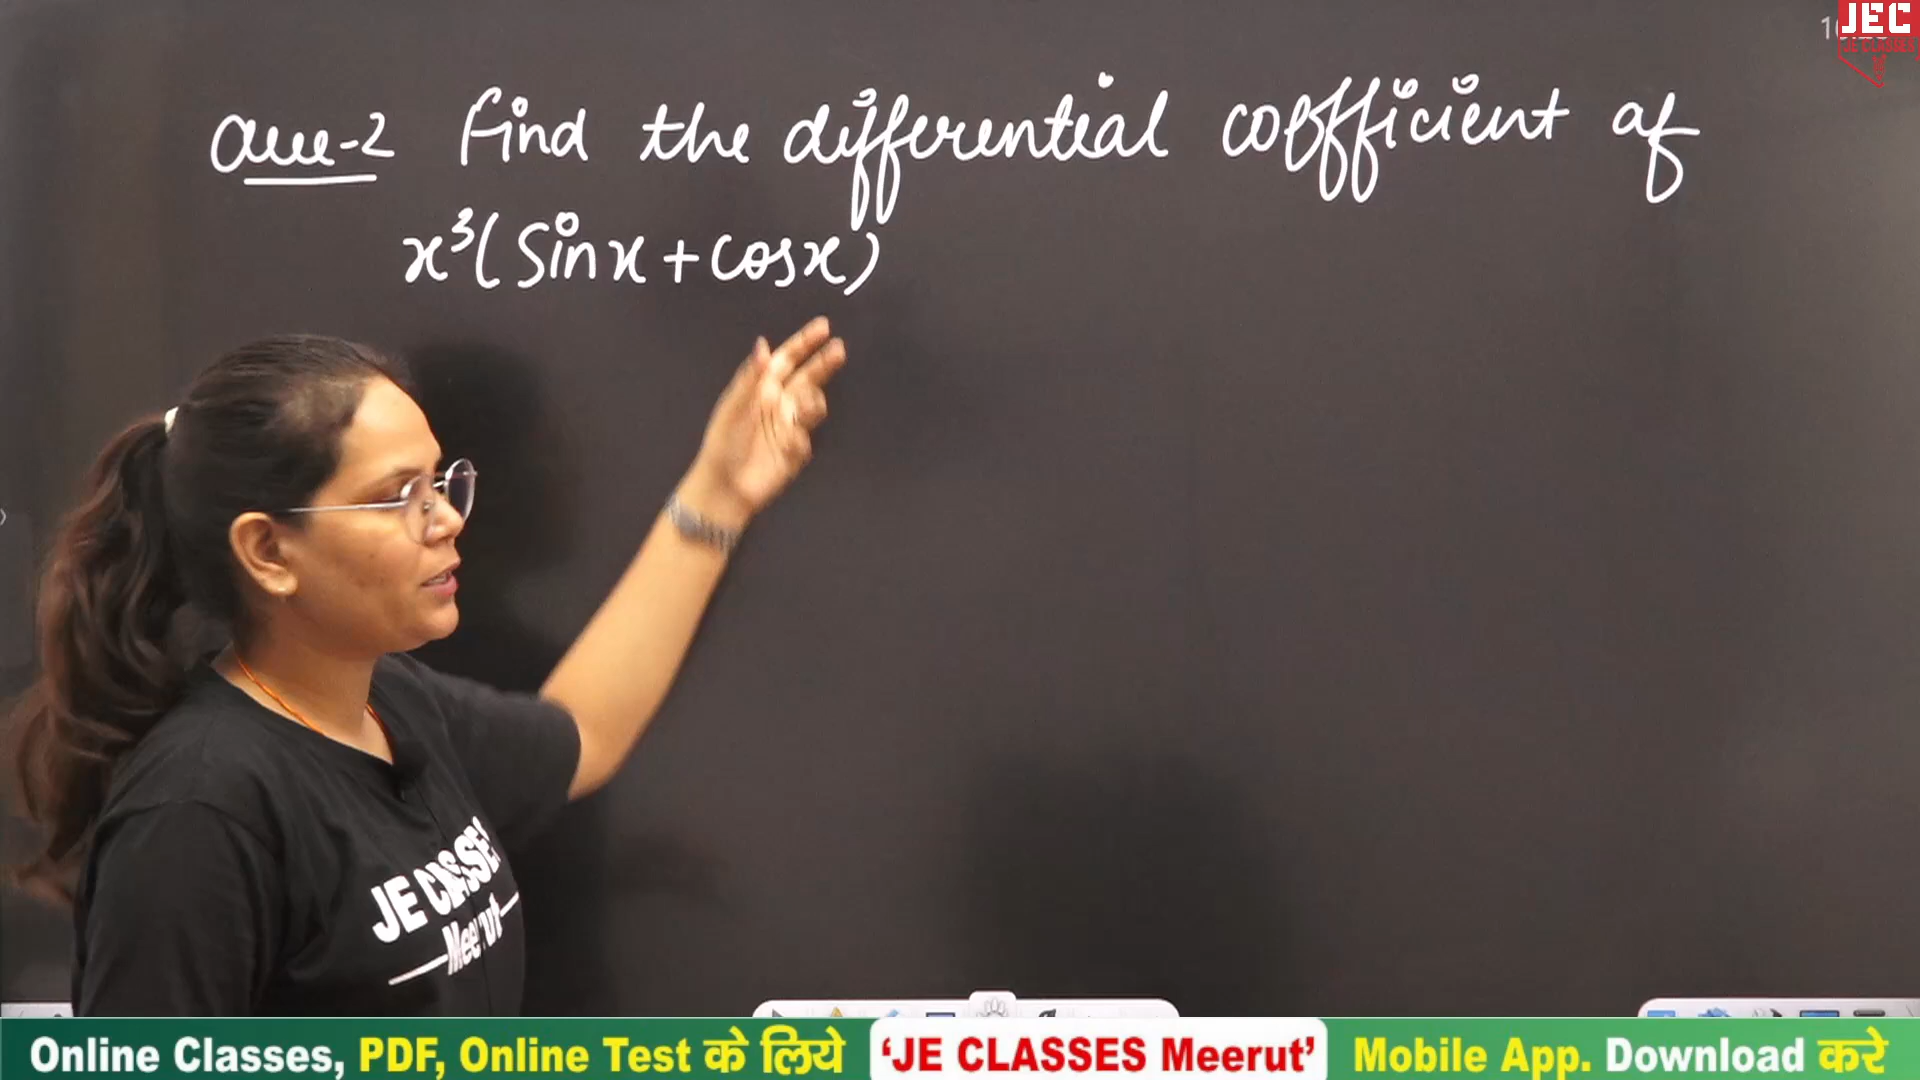 JEC
JE CLASSES
Que-2 Find the differential coefficient of
x³(Sinx+Cosx)
JE CLASSES
Meerut
Online Classes, PDF, Online Test के लिये 'JE CLASSES Meerut' Mobile App. Download करे